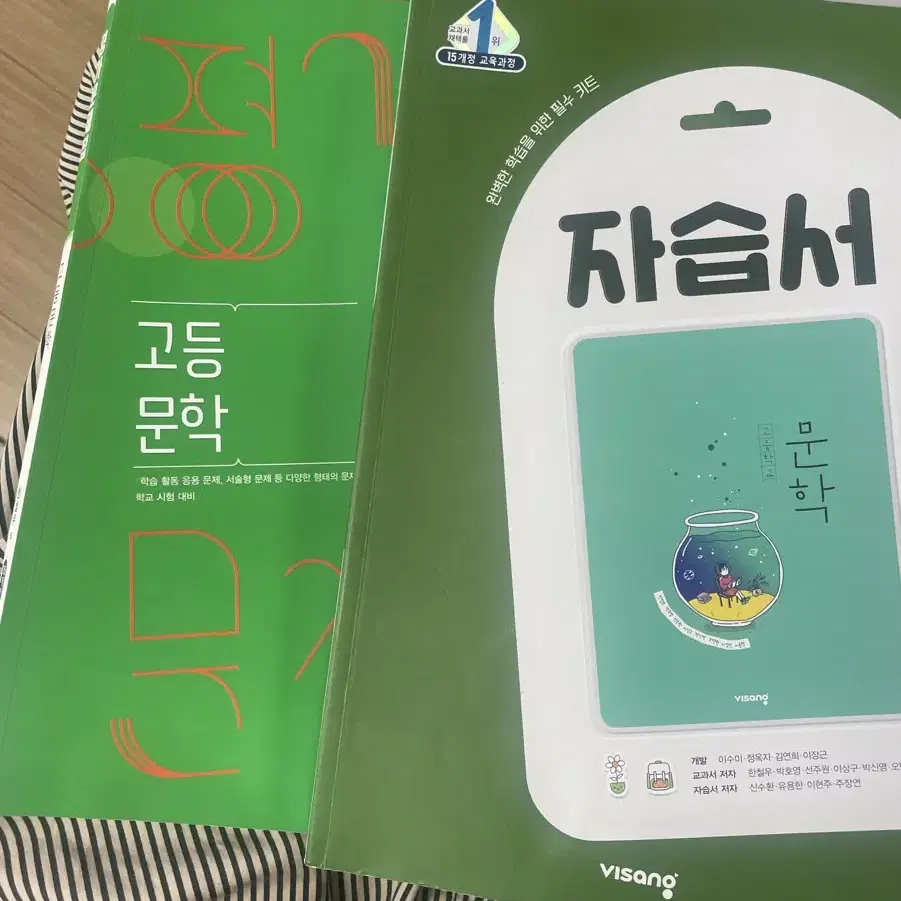 고등
문학
학습 활동 응용 문제, 서술형 문제 등 다양한 형태의 문제
학교 시험 대비
교과서
채택률
1위
15개정 교육과정
완벽한 학습을 위한 필수 키트
자습서
고등학교
문학
visang
개발 이수미·정옥자·김연희·이장근
교과서 저자 한철우·박호영·선주원·이상구·박신영·오
자습서 저자 신수환·유용한·이현주·주장연
visang